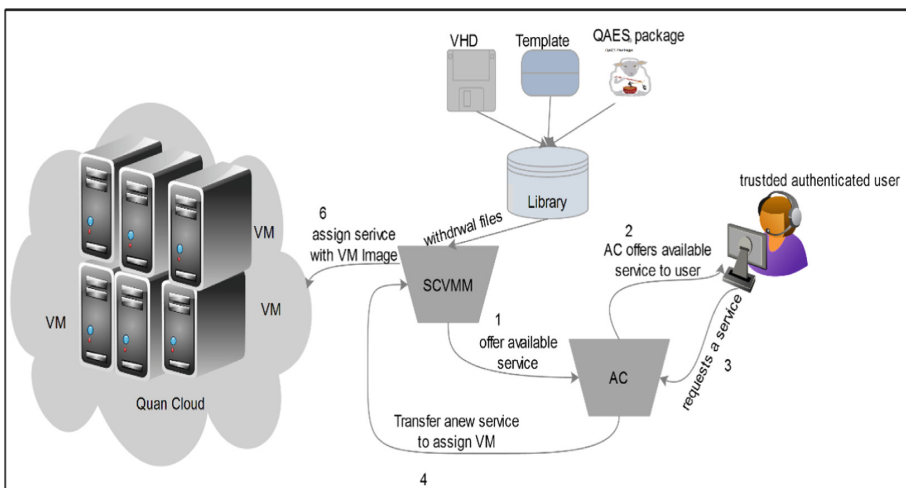 VHD
Template
QAES package
Library
withdrwal files
trustded authenticated user
6
assign serivce
with VM Image
SCVMM
2
AC offers available
service to user
1
offer available
service
AC
requests a service
3
Transfer anew service
to assign VM
4
VM
VM
VM
Quan Cloud